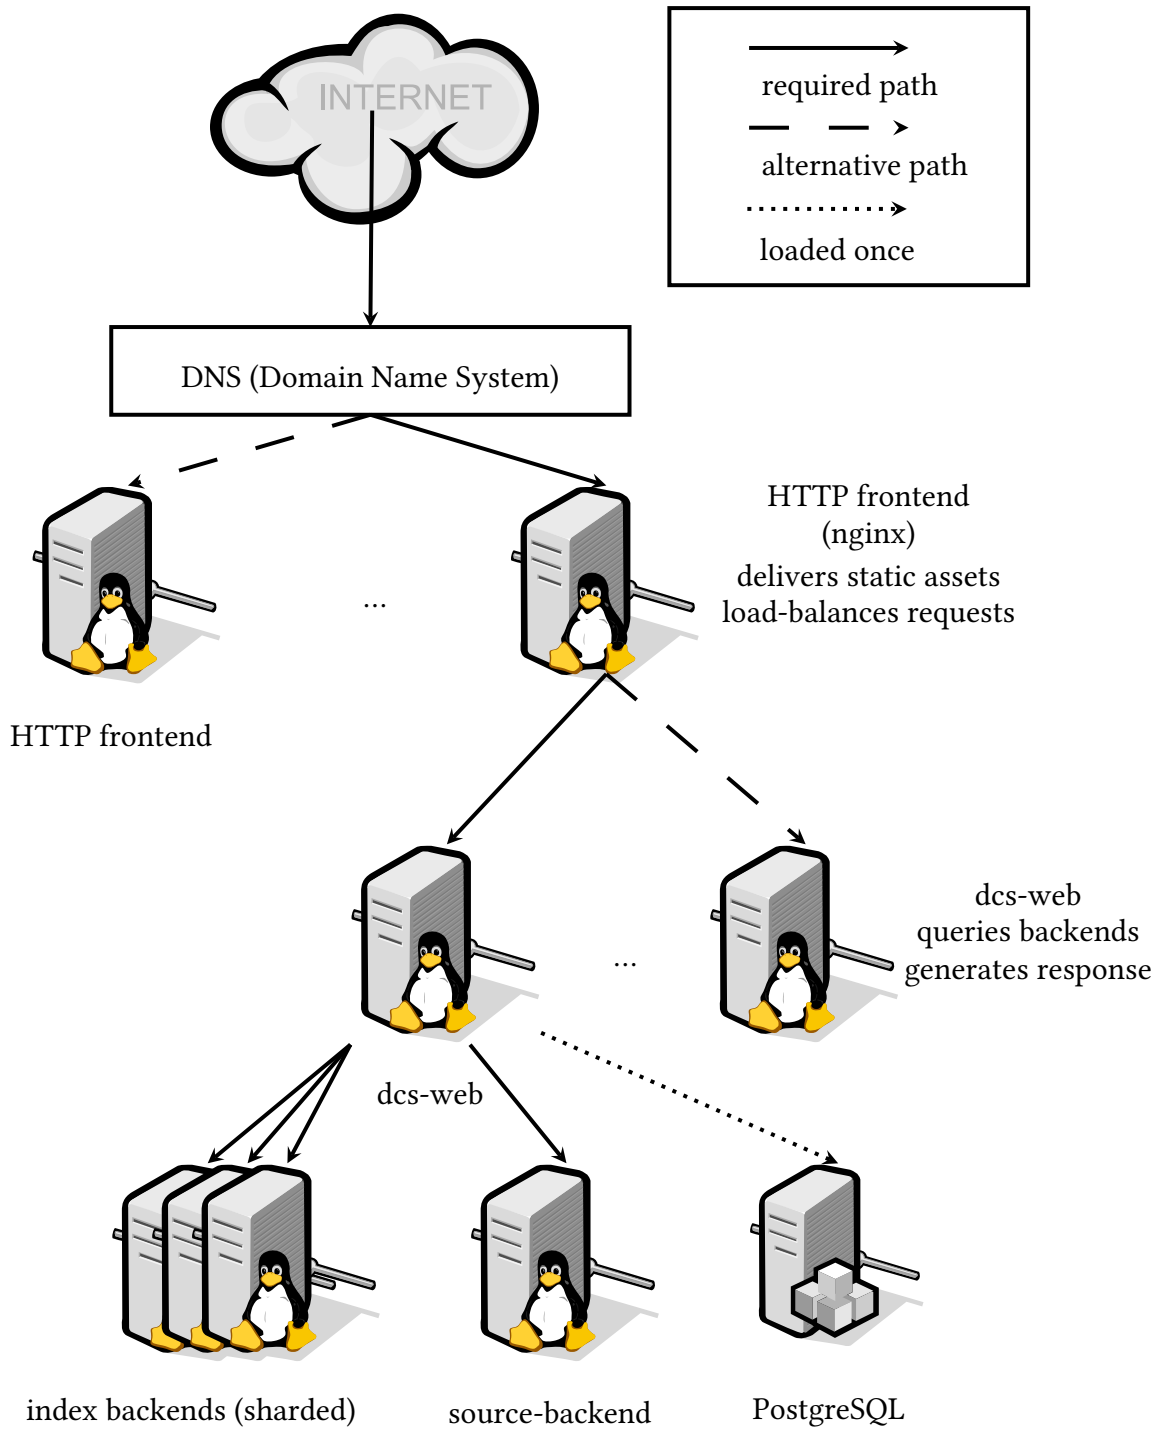 INTERNET
required path
alternative path
loaded once
DNS (Domain Name System)
HTTP frontend
(nginx)
delivers static assets
load-balances requests
...
HTTP frontend
dcs-web
queries backends
generates response
...
dcs-web
index backends (sharded)
source-backend
PostgreSQL